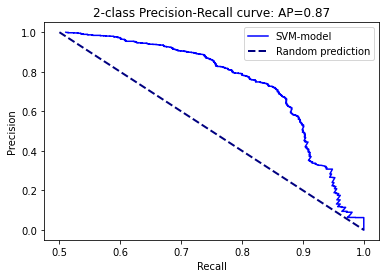 2-class Precision-Recall curve: AP=0.87
SVM-model
Random prediction
Precision
1.0
0.8
0.6
0.4
0.2
0.0
0.5 0.6 0.7 0.8 0.9 1.0
Recall